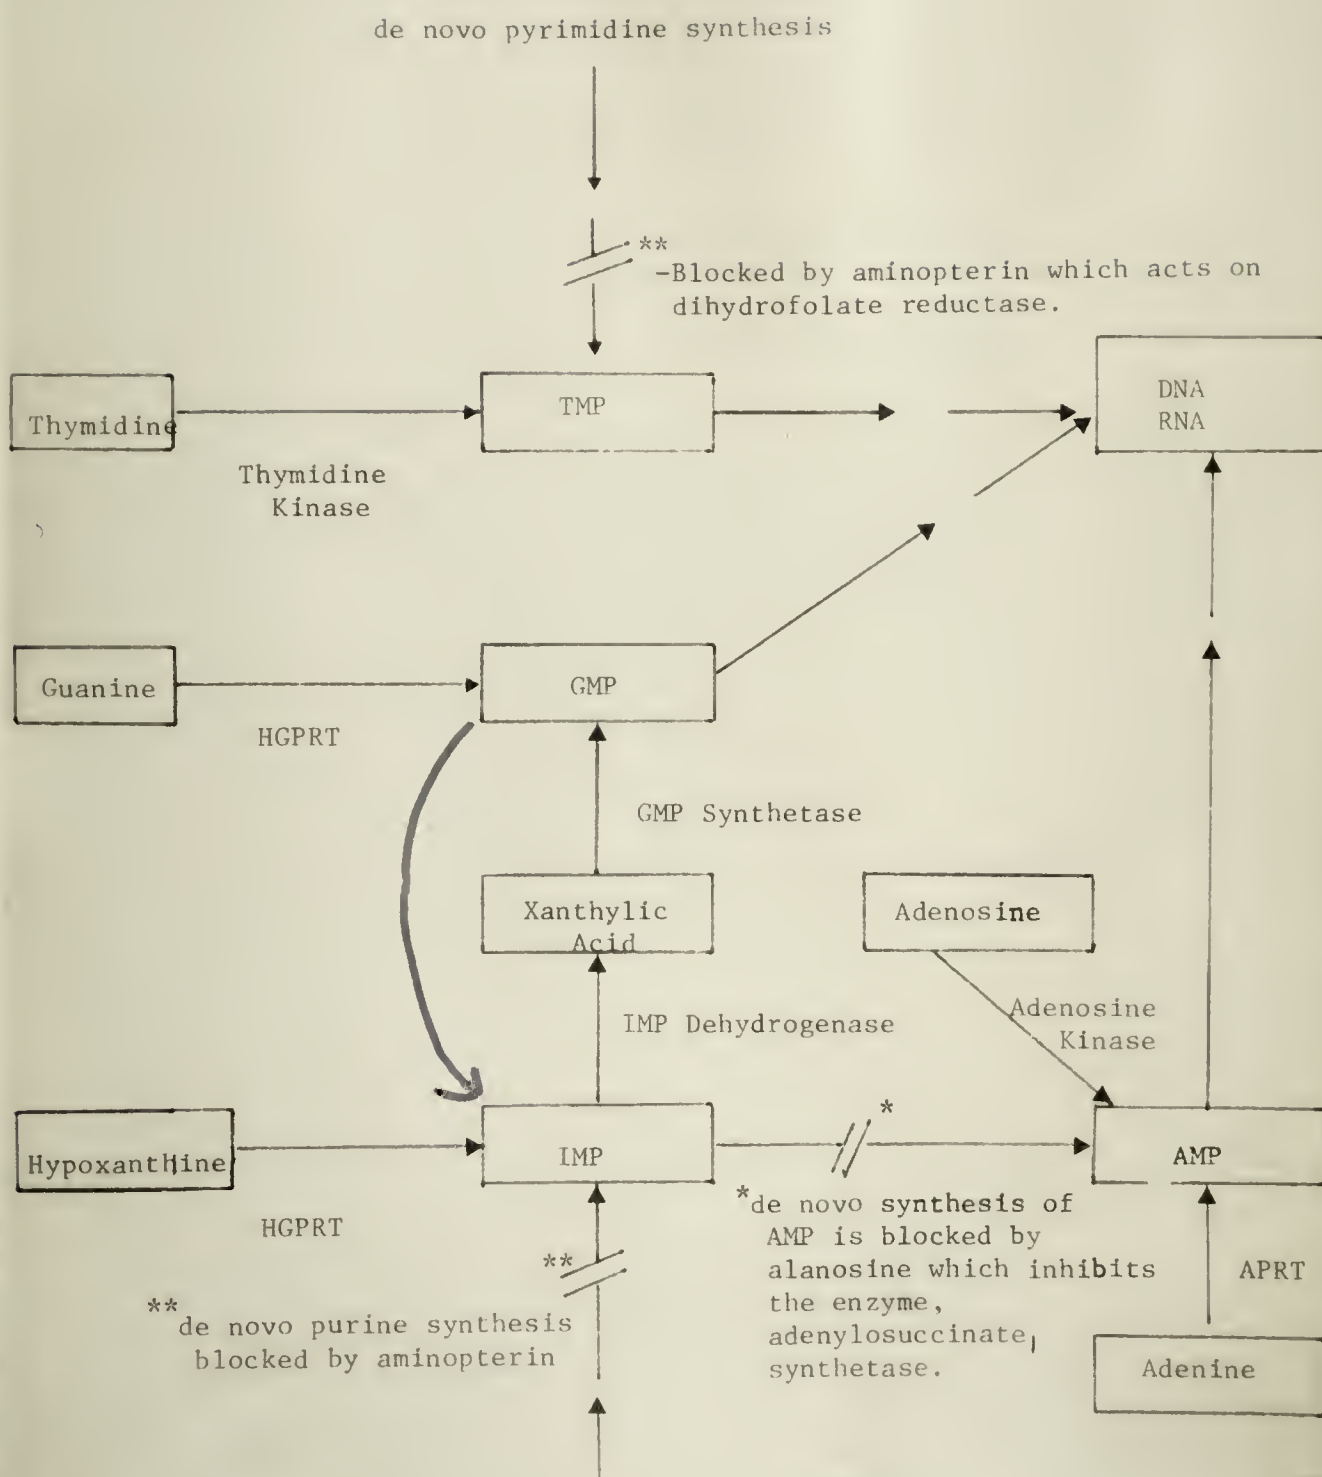 de novo pyrimidine synthesis
**
-Blocked by aminopterin which acts on
dihydrofolate reductase.
Thymidine
TMP
DNA
RNA
Thymidine
Kinase
Guanine
GMP
HGPRT
GMP Synthetase
Xanthylic
Acid
Adenosine
IMP Dehydrogenase
Adenosine
Kinase
*
Hypoxanthine
IMP
AMP
HGPRT
*de novo synthesis of
AMP is blocked by
alanosine which inhibits
the enzyme,
adenylosuccinate
synthetase.
APRT
**
**de novo purine synthesis
blocked by aminopterin
Adenine